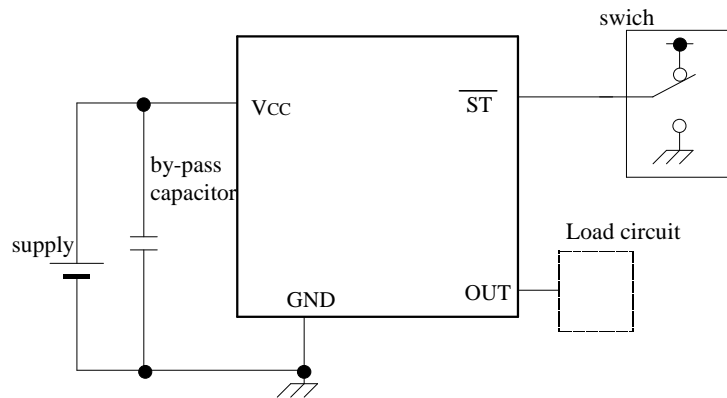 swich
VCC
ST
by-pass
capacitor
supply
Load circuit
GND
OUT